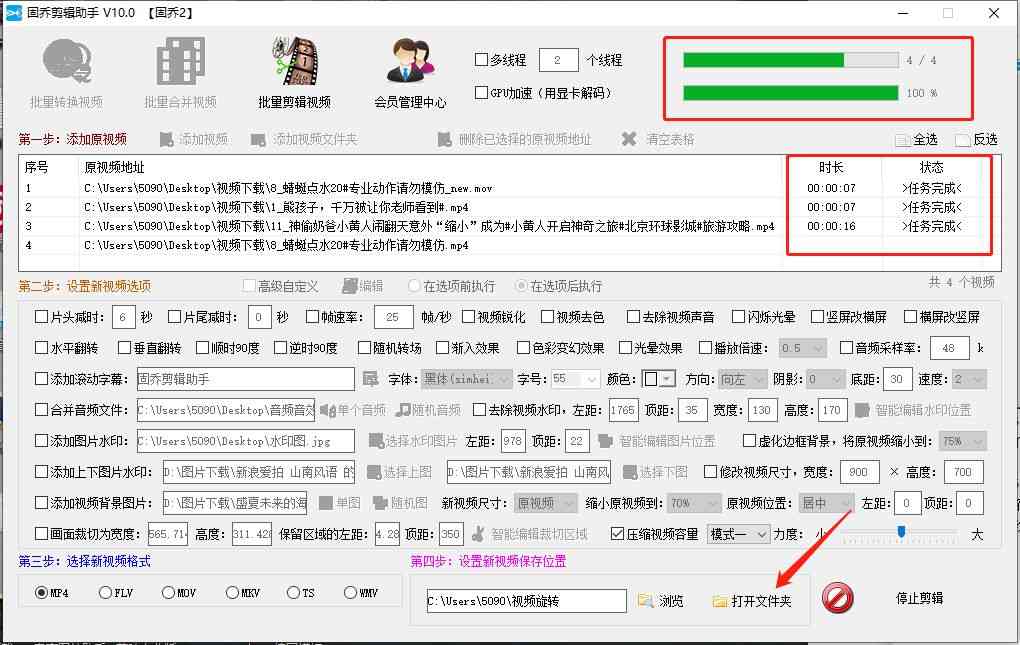 固乔剪辑助手 V10.0 【固乔2】
批量转换视频 批量合并视频 批量剪辑视频 会员管理中心
多线程 2 个线程
GPU加速（用显卡解码）
4 / 4
100 %
第一步：添加原视频 添加视频 添加视频文件夹 删除已选择的原视频地址 清空表格 全选 反选
序号 原视频地址 时长 状态
1 C:\Users\5090\Desktop\视频下载\8_蜻蜓点水20#专业动作请勿模仿_new.mov 00:00:07 >任务完成<
2 C:\Users\5090\Desktop\视频下载\1_熊孩子，千万被让你老师看到#.mp4 00:00:07 >任务完成<
3 C:\Users\5090\Desktop\视频下载\11_神偷奶爸小黄人闹翻天意外“缩小”成为#小黄人开启神奇之旅#北京环球影城#旅游攻略.mp4 00:00:16 >任务完成<
4 C:\Users\5090\Desktop\视频下载\8_蜻蜓点水20#专业动作请勿模仿.mp4
第二步：设置新视频选项 高级自定义 编辑 在选项前执行 在选项后执行 共 4 个视频
片头减时： 6 秒 片尾减时： 0 秒 帧速率： 25 帧/秒 视频锐化 视频去色 去除视频声音 闪烁光晕 竖屏改横屏 横屏改竖屏
水平翻转 垂直翻转 顺时90度 逆时90度 随机转场 渐入效果 色彩变幻效果 光晕效果 播放倍速： 0.5 音频采样率： 48 k
添加滚动字幕： 固乔剪辑助手 字体： 黑体(simhei. 字号： 55 颜色： 方向： 向左 阴影： 0 底距： 30 速度： 2
合并音频文件： C:\Users\5090\Desktop\音频音效 单个音频 随机音频 去除视频水印，左距： 1765 顶距： 35 宽度： 130 高度： 170 智能编辑水印位置
添加图片水印： C:\Users\5090\Desktop\水印图.jpg 选择水印图片 左距： 978 顶距： 22 智能编辑图片位置 虚化边框背景，将原视频缩小到： 75%
添加上下图片水印： D:\图片下载\新浪爱拍 山南风语 的 选择上图 D:\图片下载\新浪爱拍 山南风 选择下图 修改视频尺寸，宽度： 900 × 高度： 700
添加视频背景图片： D:\图片下载\盛夏未来的海 单图 随机图 新视频尺寸： 原视频 缩小原视频到： 70% 原视频位置： 居中 左距： 0 顶距： 0
画面裁切为宽度： 565.714 高度： 311.428 保留区域的左距： 4.28 顶距： 350 智能编辑裁切区域 压缩视频容量 模式一 力度： 小 大
第三步：选择新视频格式 第四步：设置新视频保存位置
MP4 FLV MOV MKV TS WMV C:\Users\5090\视频旋转 浏览 打开文件夹 停止剪辑